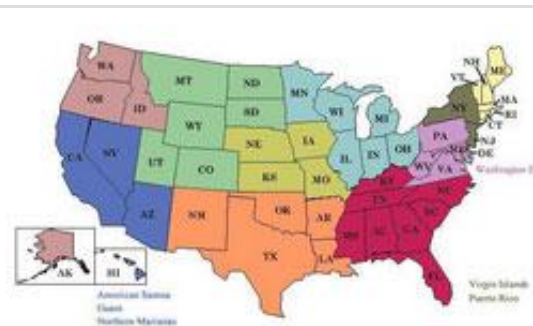 WA
MT
ND
MN
OR
ID
SD
WI
MI
WY
NE
IA
IL
IN
OH
PA
NY
VT
NH
ME
MA
RI
CT
NJ
CA
NV
UT
CO
KS
MO
WV
VA
KY
NC
TN
AZ
NM
OK
AR
SC
MS
AL
GA
TX
LA
FL
AK
HI
American Samoa
Guam
Northern Marianas
Virgin Islands
Puerto Rico